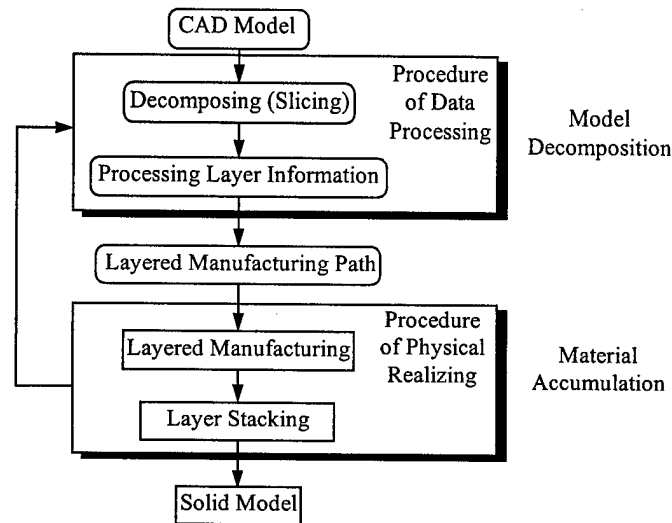 CAD Model
Procedure
of Data
Processing
Decomposing (Slicing)
Model
Decomposition
Processing Layer Information
Layered Manufacturing Path
Procedure
of Physical
Realizing
Layered Manufacturing
Material
Accumulation
Layer Stacking
Solid Model